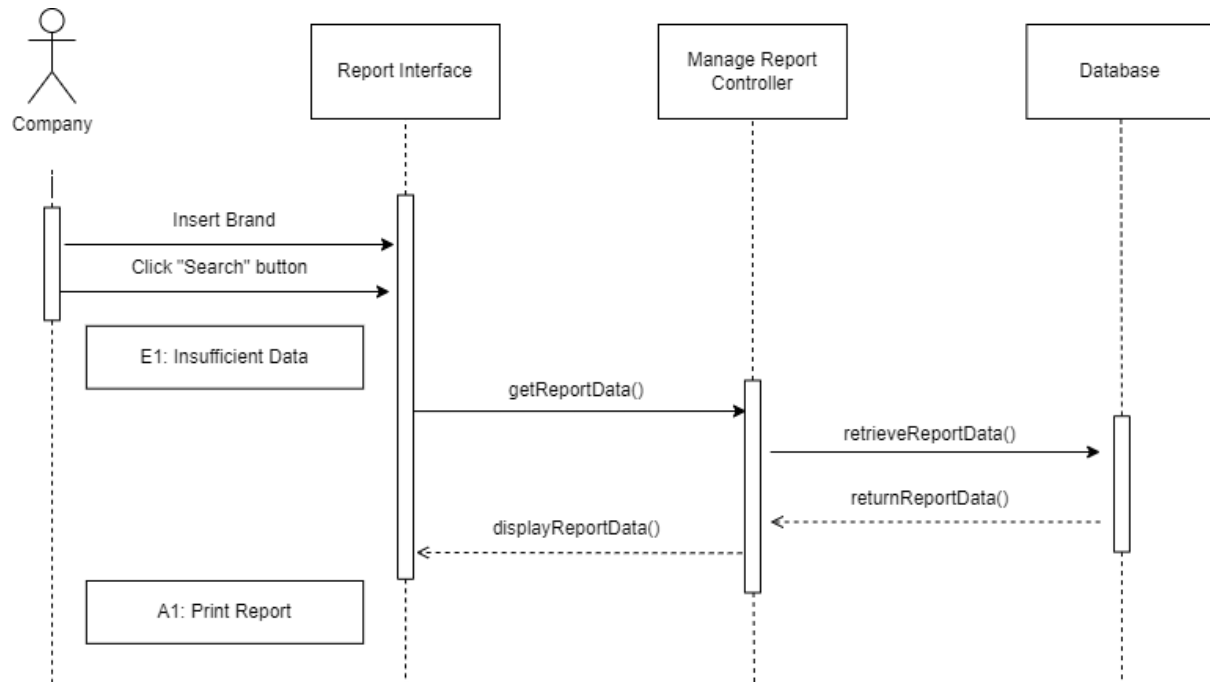 Company
Report Interface
Manage Report
Controller
Database
Insert Brand
Click "Search" button
E1: Insufficient Data
getReportData()
retrieveReportData()
returnReportData()
displayReportData()
A1: Print Report